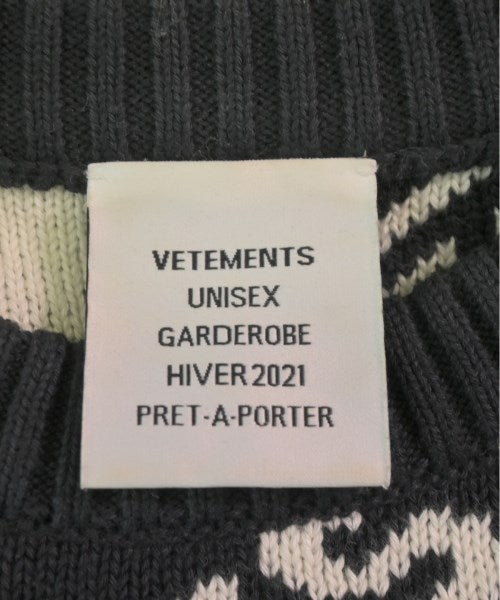 VETEMENTS
UNISEX
GARDEROBE
HIVER 2021
PRET-A-PORTER